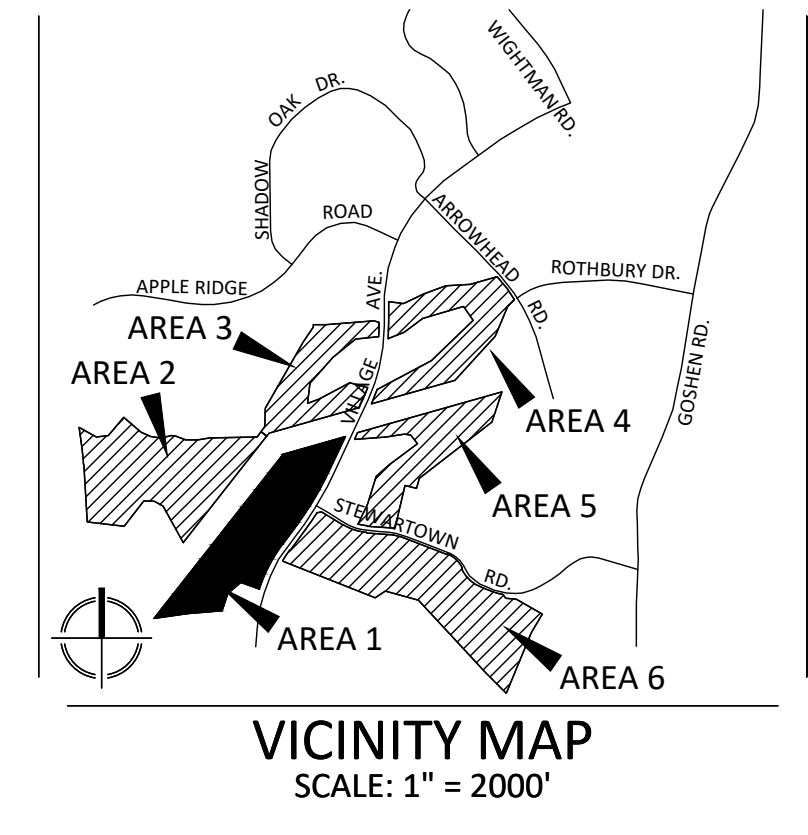 WIGHTMAN RD.
SHADOW OAK DR.
APPLE RIDGE ROAD
ARROWHEAD RD.
ROTHBURY DR.
GOSHEN RD.
VILLAGE AVE.
AREA 3
AREA 2
AREA 4
AREA 5
STEWARTOWN RD.
AREA 1
AREA 6
VICINITY MAP
SCALE: 1" = 2000'